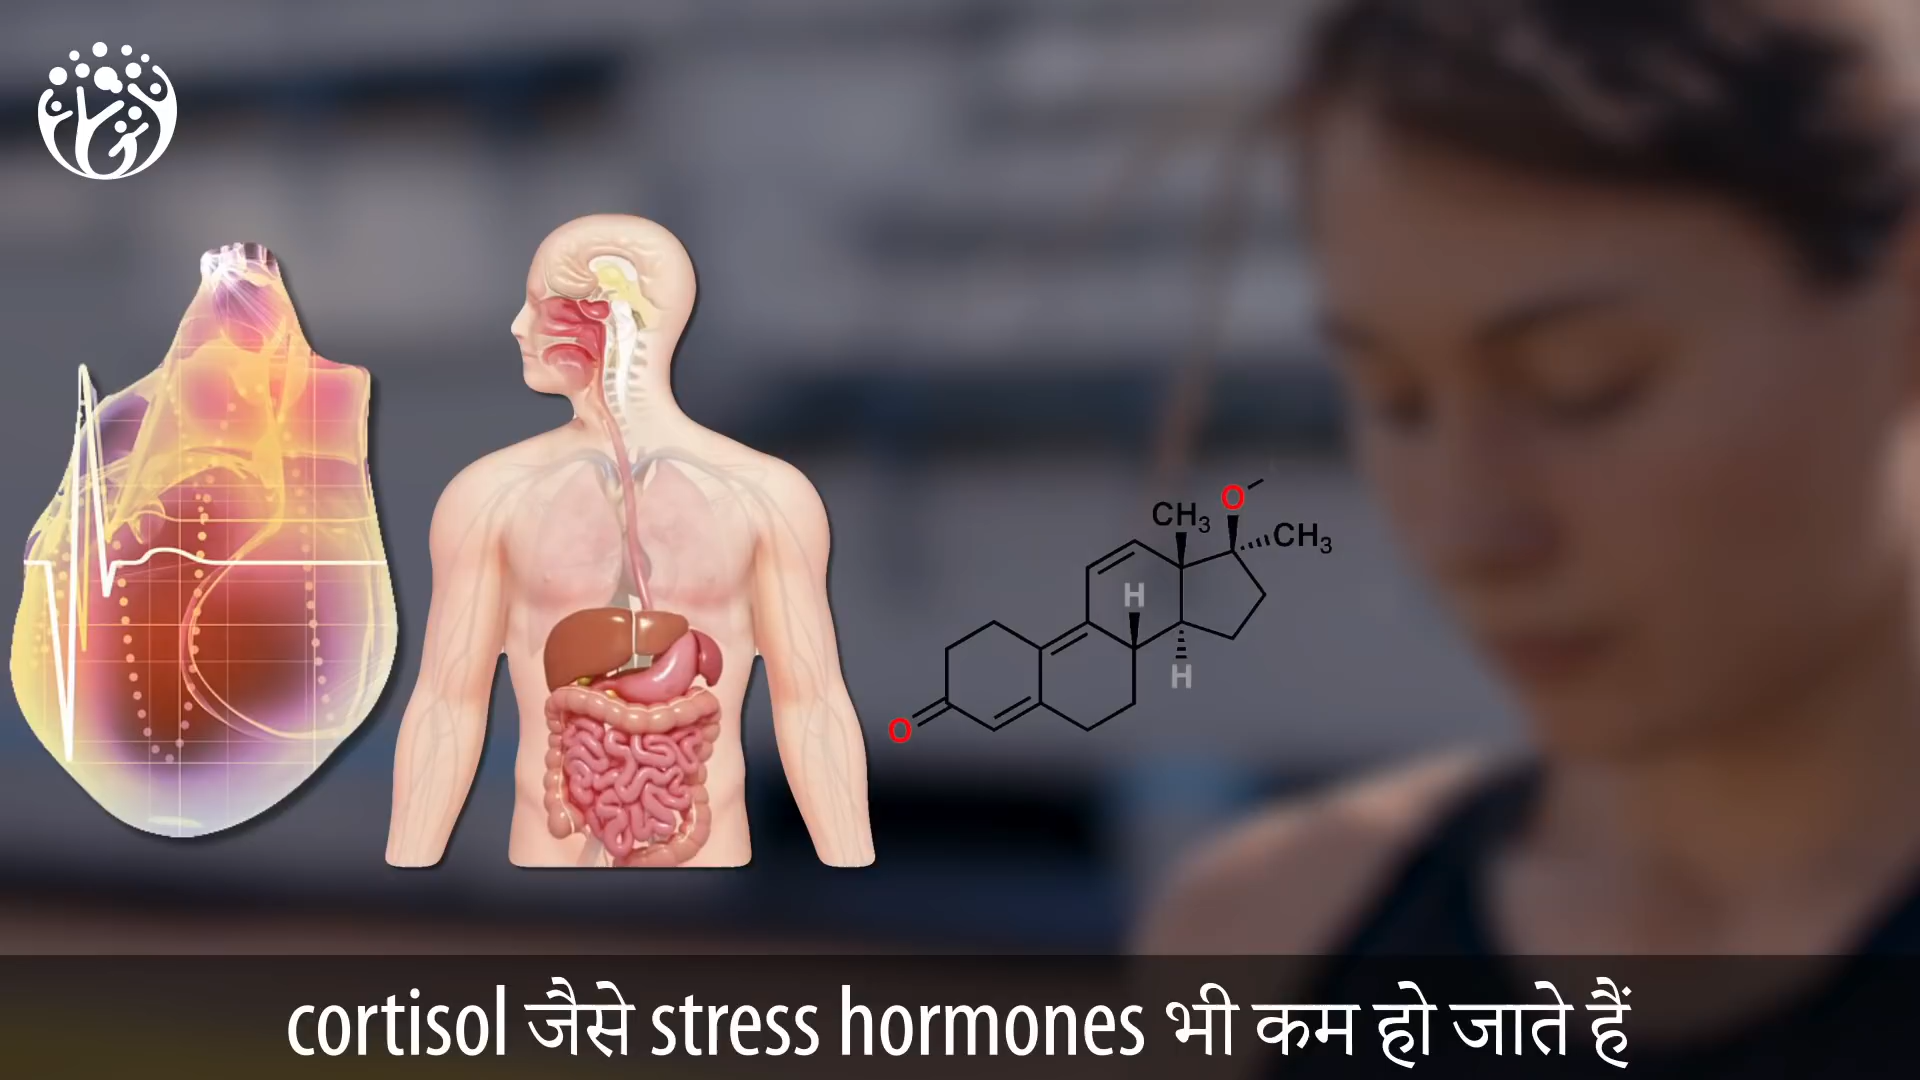 O
CH₃
CH₃
H
H
O
cortisol जैसे stress hormones भी कम हो जाते हैं